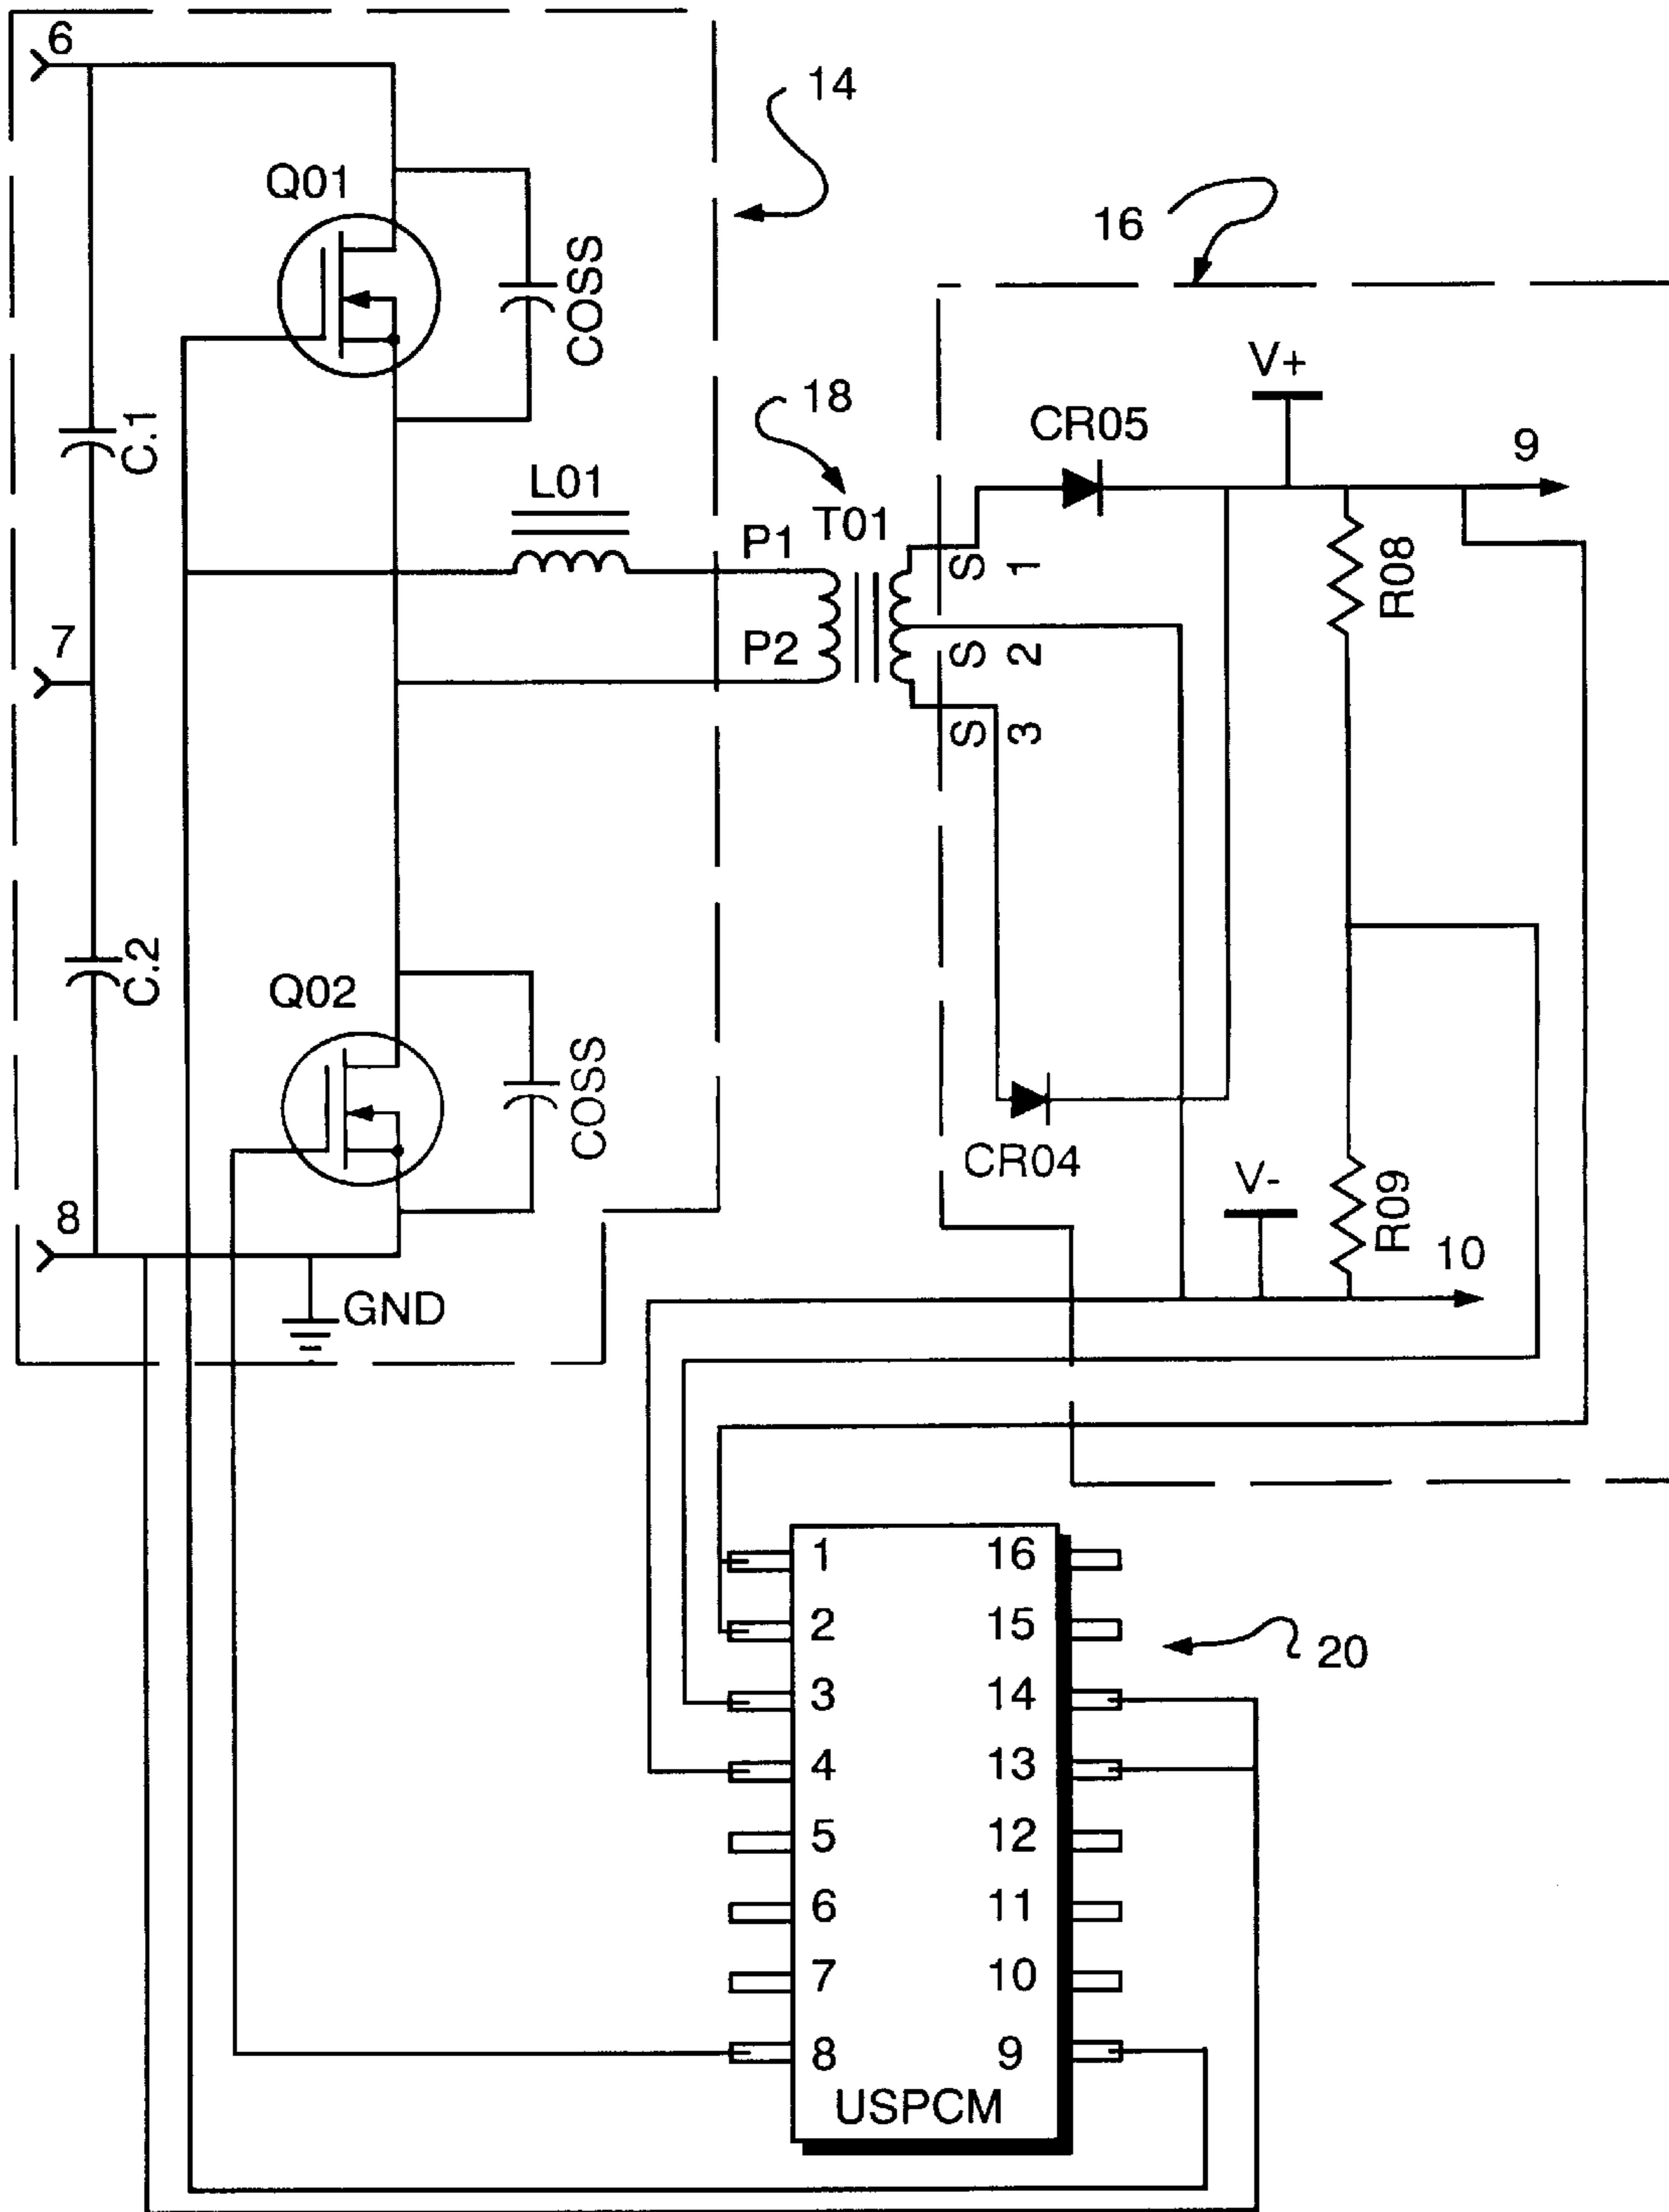 6
14
Q01
COSS
16
V+
18
CR05
9
C.1
L01
T01
P1
S 1
R08
7
P2
S 2
S 3
C.2
Q02
COSS
CR04
V-
R09
8
10
GND
1 16
2 15
20
3 14
4 13
5 12
6 11
7 10
8 9
USPCM